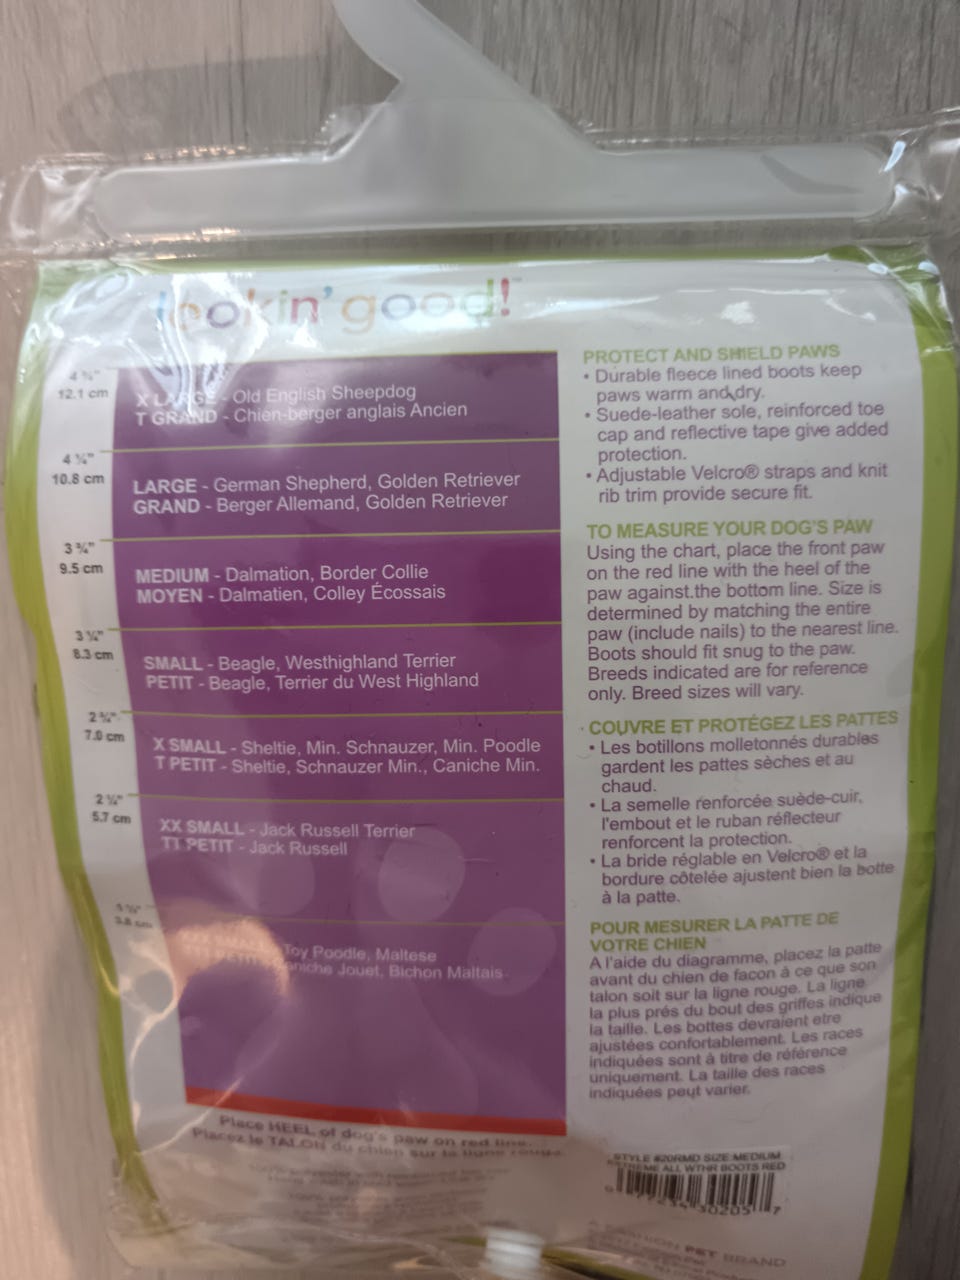 lookin' good!
4 ¾"
12.1 cm
X LARGE - Old English Sheepdog
T GRAND - Chien-berger anglais Ancien
4 ¼"
10.8 cm
LARGE - German Shepherd, Golden Retriever
GRAND - Berger Allemand, Golden Retriever
3 ¾"
9.5 cm
MEDIUM - Dalmation, Border Collie
MOYEN - Dalmatien, Colley Écossais
3 ¼"
8.3 cm
SMALL - Beagle, Westhighland Terrier
PETIT - Beagle, Terrier du West Highland
2 ¾"
7.0 cm
X SMALL - Sheltie, Min. Schnauzer, Min. Poodle
T PETIT - Sheltie, Schnauzer Min., Caniche Min.
2 ¼"
5.7 cm
XX SMALL - Jack Russell Terrier
TT PETIT - Jack Russell
3.8 cm
SMALL - Toy Poodle, Maltese
PETIT - Caniche Jouet, Bichon Maltais
Place HEEL of dog's paw on red line.
Placez le TALON du chien sur la ligne rouge.
PROTECT AND SHIELD PAWS
• Durable fleece lined boots keep
paws warm and dry.
• Suede-leather sole, reinforced toe
cap and reflective tape give added
protection.
• Adjustable Velcro® straps and knit
rib trim provide secure fit.
TO MEASURE YOUR DOG'S PAW
Using the chart, place the front paw
on the red line with the heel of the
paw against.the bottom line. Size is
determined by matching the entire
paw (include nails) to the nearest line.
Boots should fit snug to the paw.
Breeds indicated are for reference
only. Breed sizes will vary.
COUVRE ET PROTÉGEZ LES PATTES
• Les botillons molletonnés durables
gardent les pattes sèches et au
chaud.
• La semelle renforcée suède-cuir,
l'embout et le ruban réflecteur
renforcent la protection.
• La bride réglable en Velcro® et la
bordure côtelée ajustent bien la botte
à la patte.
POUR MESURER LA PATTE DE
VOTRE CHIEN
A l'aide du diagramme, placez la patte
avant du chien de facon à ce que son
talon soit sur la ligne rouge. La ligne
la plus prés du bout des griffes indique
la taille. Les bottes devraient etre
ajustées confortablement. Les races
indiquées sont à titre de référence
uniquement. La taille des races
indiquées peut varier.
STYLE #20RMD SIZE:MEDIUM
EXTREME ALL WTHR BOOTS RED
PET BRAND